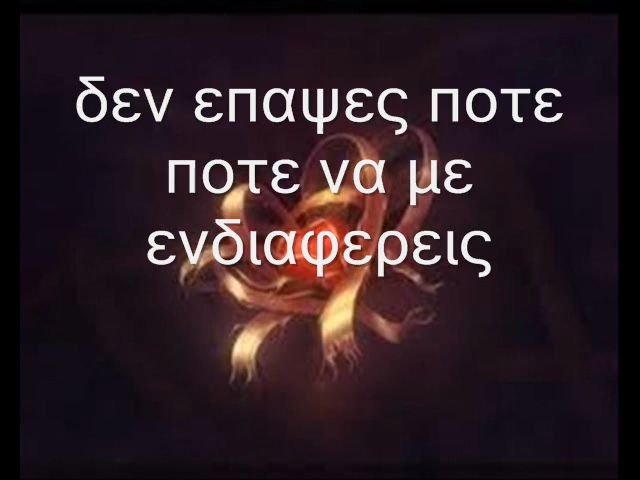 δεν επαψες ποτε
ποτε να με
ενδιαφερεις